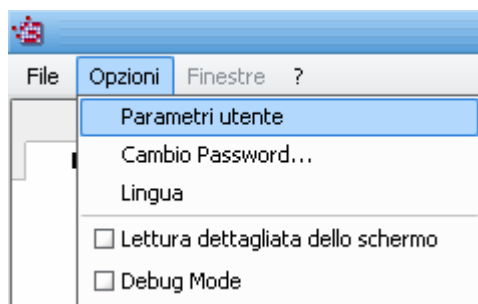 File Opzioni Finestre ?
Parametri utente
Cambio Password...
Lingua
Lettura dettagliata dello schermo
Debug Mode